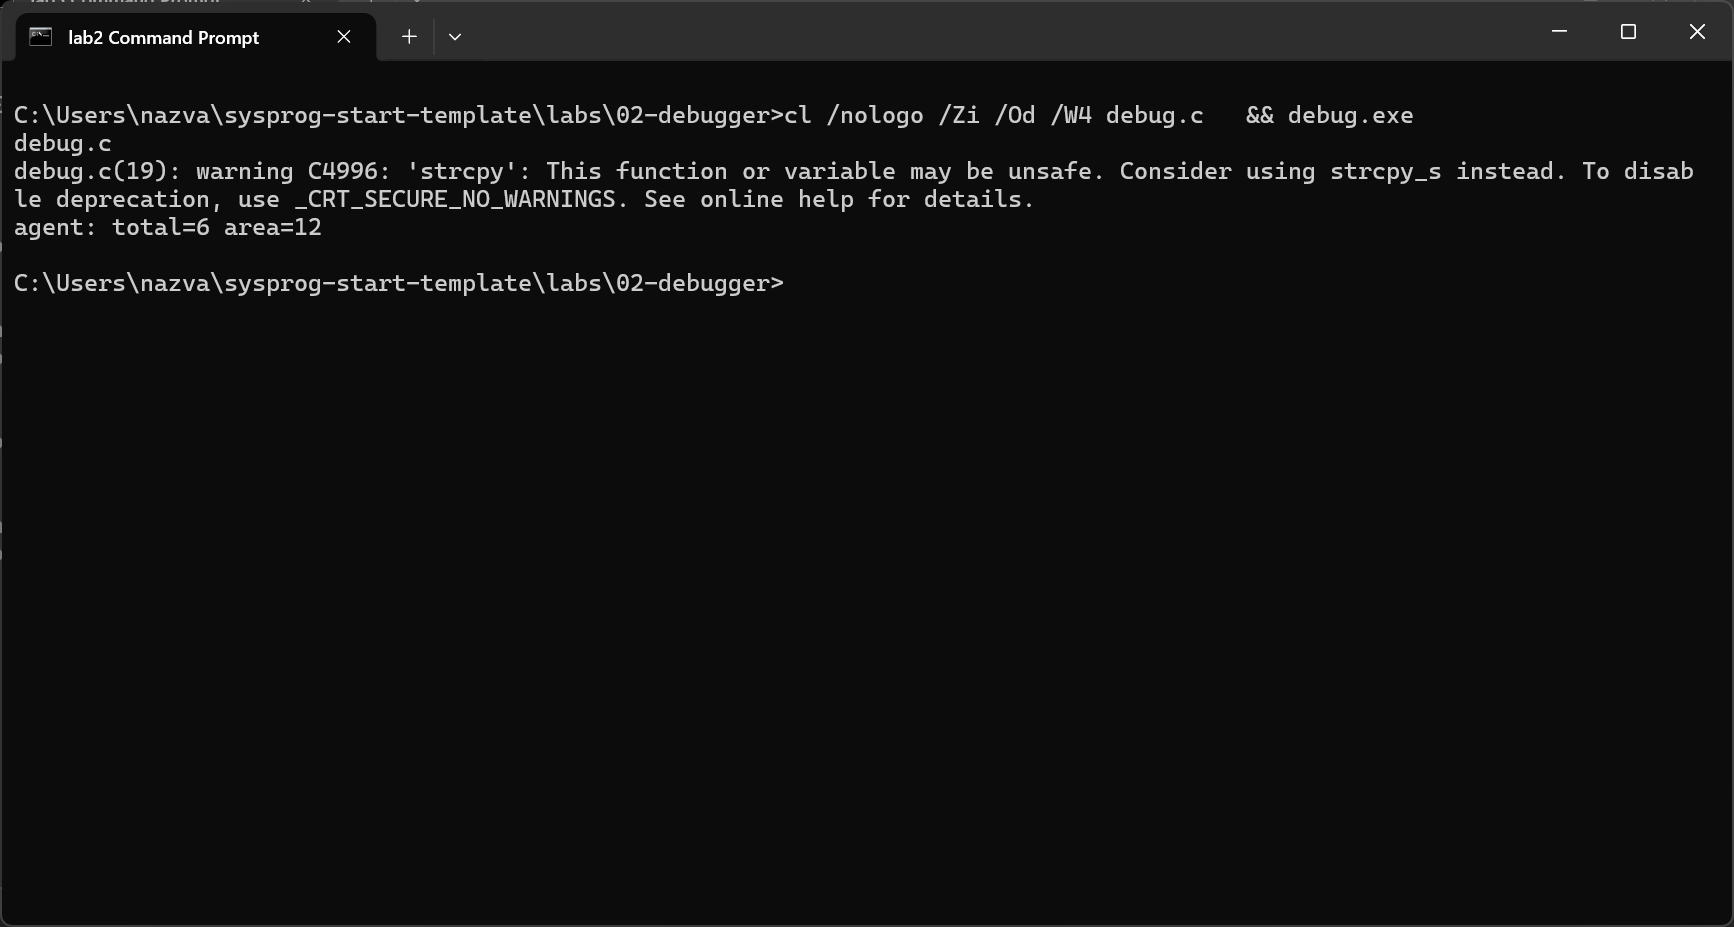 lab2 Command Prompt
C:\Users\nazva\sysprog-start-template\labs\02-debugger>cl /nologo /Zi /Od /W4 debug.c   && debug.exe
debug.c
debug.c(19): warning C4996: 'strcpy': This function or variable may be unsafe. Consider using strcpy_s instead. To disab
le deprecation, use _CRT_SECURE_NO_WARNINGS. See online help for details.
agent: total=6 area=12
C:\Users\nazva\sysprog-start-template\labs\02-debugger>